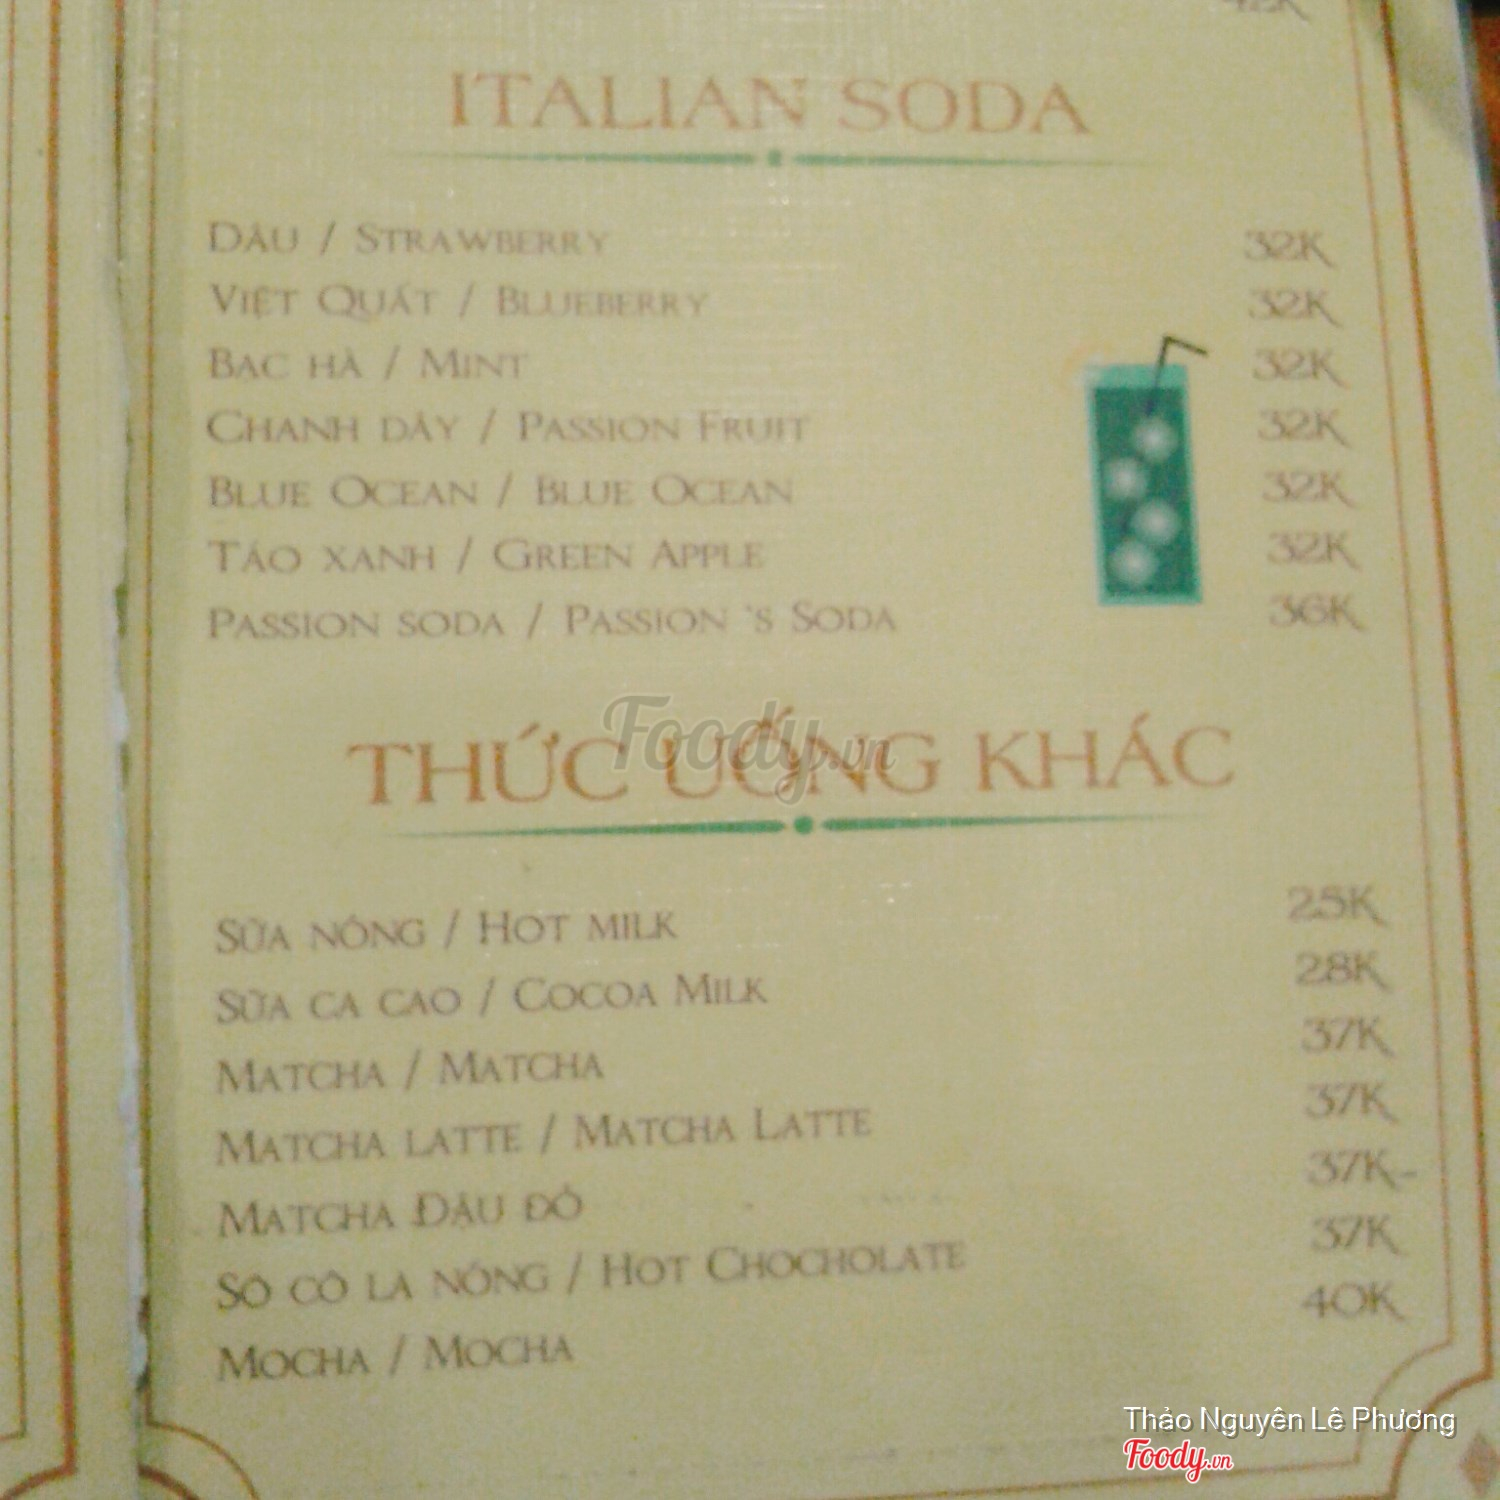 42K
ITALIAN SODA
DÂU / STRAWBERRY 32K
VIỆT QUẤT / BLUEBERRY 32K
BẠC HÀ / MINT 32K
CHANH DÂY / PASSION FRUIT 32K
BLUE OCEAN / BLUE OCEAN 32K
TÁO XANH / GREEN APPLE 32K
PASSION SODA / PASSION 'S SODA 36K
Foody.vn
THỨC UỐNG KHÁC
SỮA NÓNG / HOT MILK 25K
SỮA CA CAO / COCOA MILK 28K
MATCHA / MATCHA 37K
MATCHA LATTE / MATCHA LATTE 37K
MATCHA ĐẬU ĐỎ 37K-
SÔ CÔ LA NÓNG / HOT CHOCHOLATE 37K
MOCHA / MOCHA 40K
Thảo Nguyên Lê Phương
Foody.vn